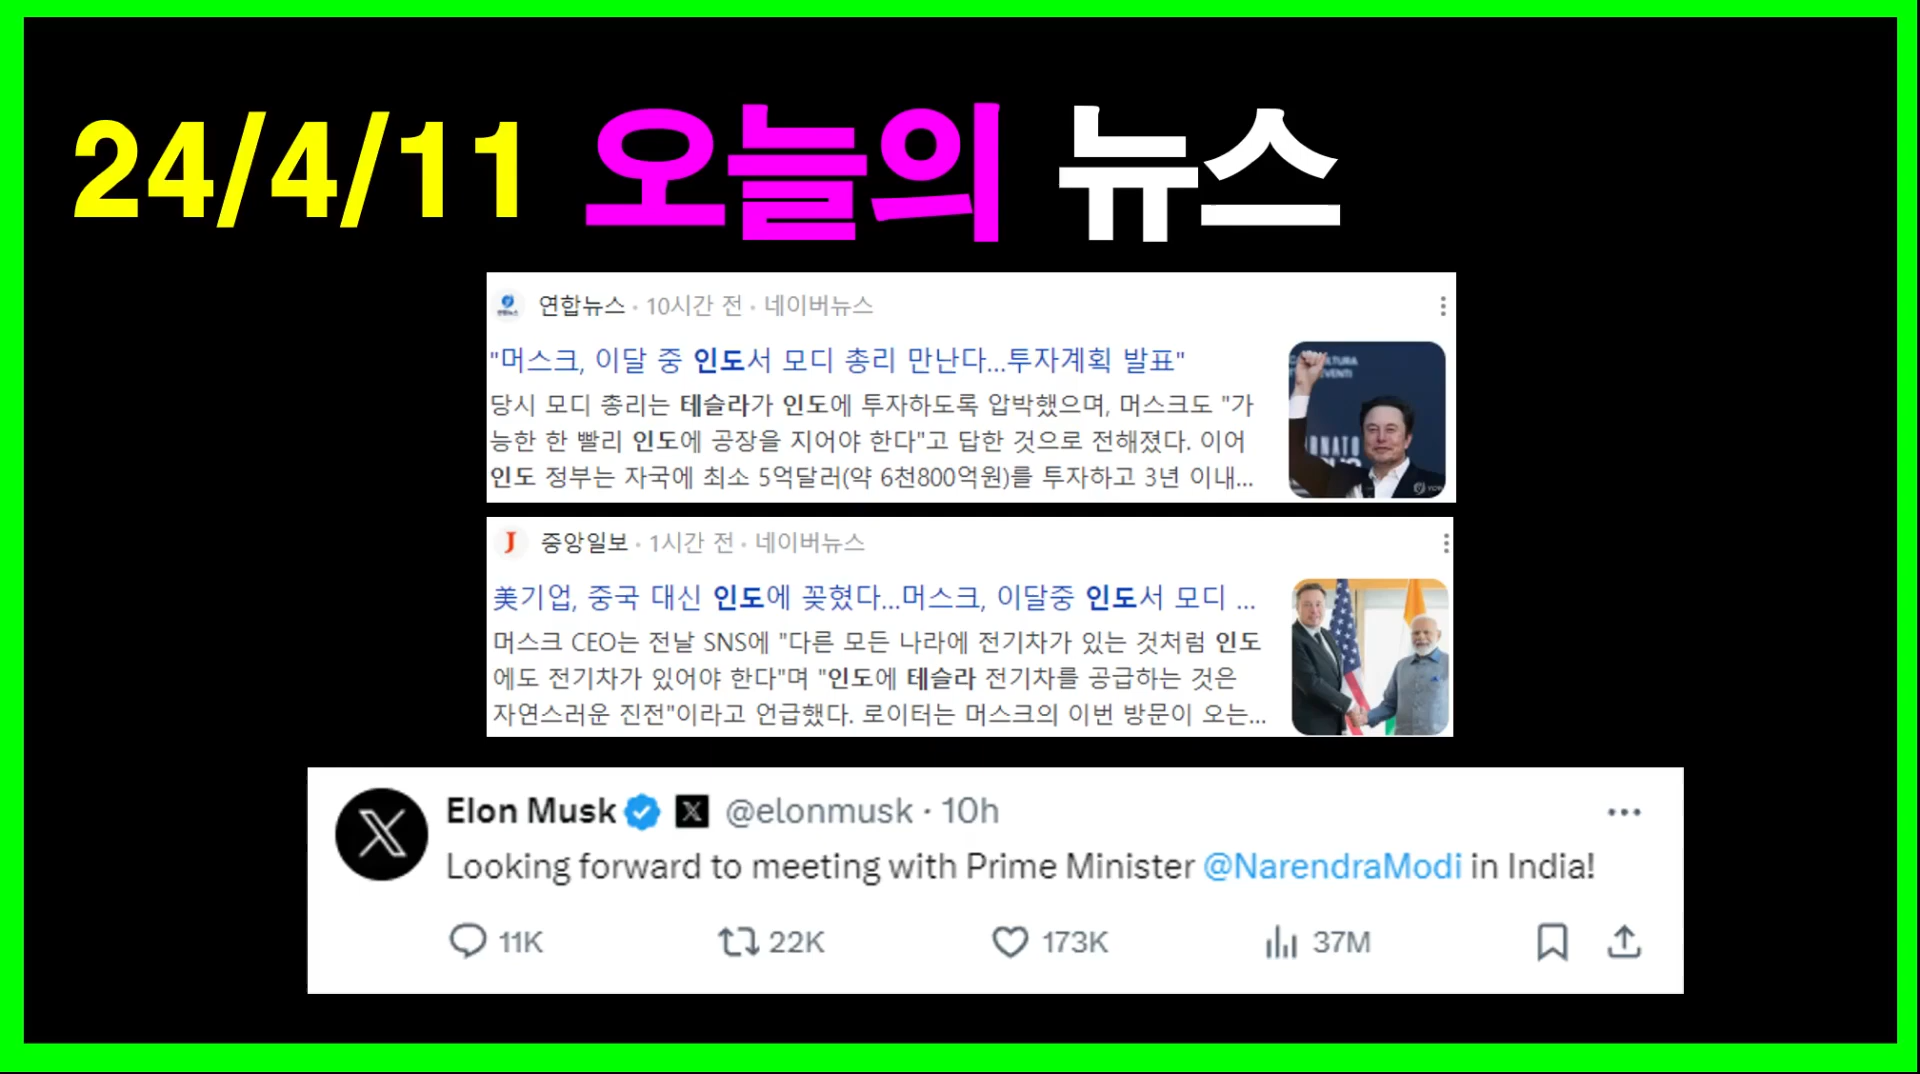 24/4/11 오늘의 뉴스
연합뉴스 · 10시간 전 · 네이버뉴스
"머스크, 이달 중 인도서 모디 총리 만난다...투자계획 발표"
당시 모디 총리는 테슬라가 인도에 투자하도록 압박했으며, 머스크도 "가
능한 한 빨리 인도에 공장을 지어야 한다"고 답한 것으로 전해졌다. 이어
인도 정부는 자국에 최소 5억달러(약 6천800억원)를 투자하고 3년 이내...
중앙일보 · 1시간 전 · 네이버뉴스
美기업, 중국 대신 인도에 꽂혔다...머스크, 이달중 인도서 모디 ...
머스크 CEO는 전날 SNS에 "다른 모든 나라에 전기차가 있는 것처럼 인도
에도 전기차가 있어야 한다"며 "인도에 테슬라 전기차를 공급하는 것은
자연스러운 진전"이라고 언급했다. 로이터는 머스크의 이번 방문이 오는...
Elon Musk @elonmusk · 10h
Looking forward to meeting with Prime Minister @NarendraModi in India!
11K 22K 173K 37M